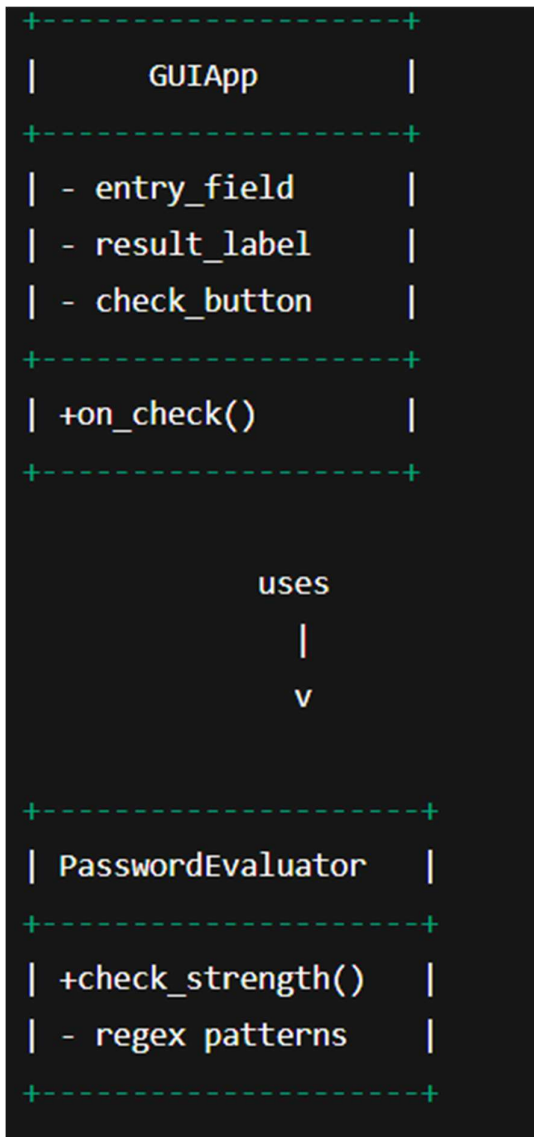 +--------------------+
|      GUIApp        |
+--------------------+
| - entry_field      |
| - result_label     |
| - check_button     |
+--------------------+
| +on_check()        |
+--------------------+
uses
|
v
+---------------------+
| PasswordEvaluator   |
+---------------------+
| +check_strength()   |
| - regex patterns    |
+---------------------+